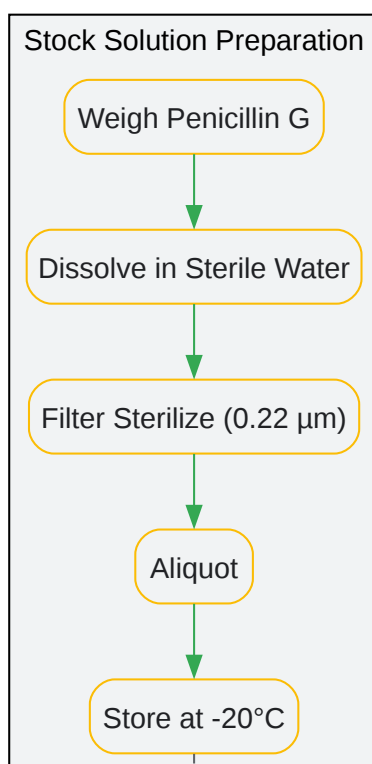 Stock Solution Preparation
Weigh Penicillin G
Dissolve in Sterile Water
Filter Sterilize (0.22 µm)
Aliquot
Store at -20°C